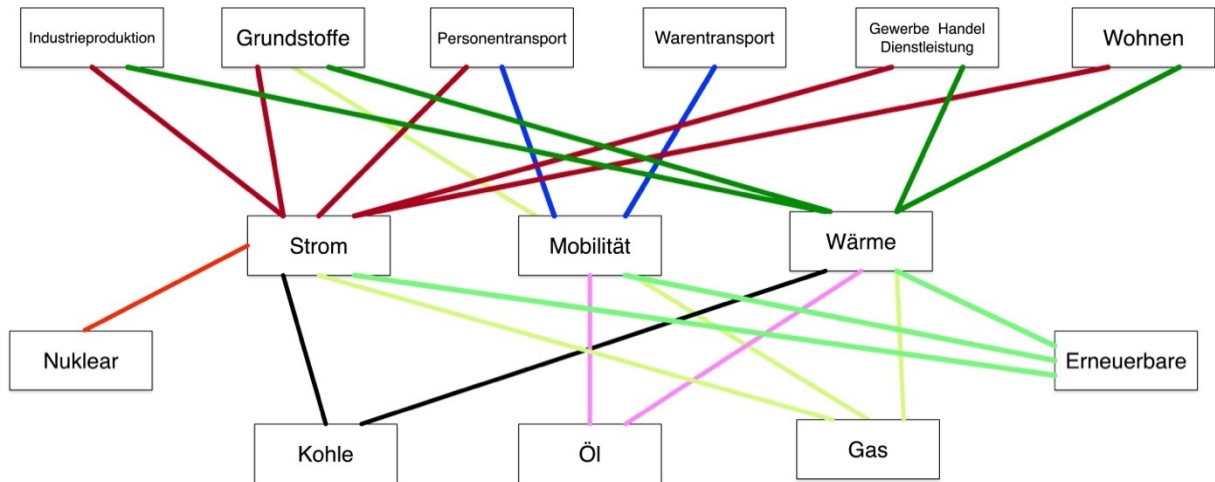 Industrieproduktion
Grundstoffe
Personentransport
Warentransport
Gewerbe Handel
Dienstleistung
Wohnen
Strom
Mobilität
Wärme
Nuklear
Erneuerbare
Kohle
Öl
Gas